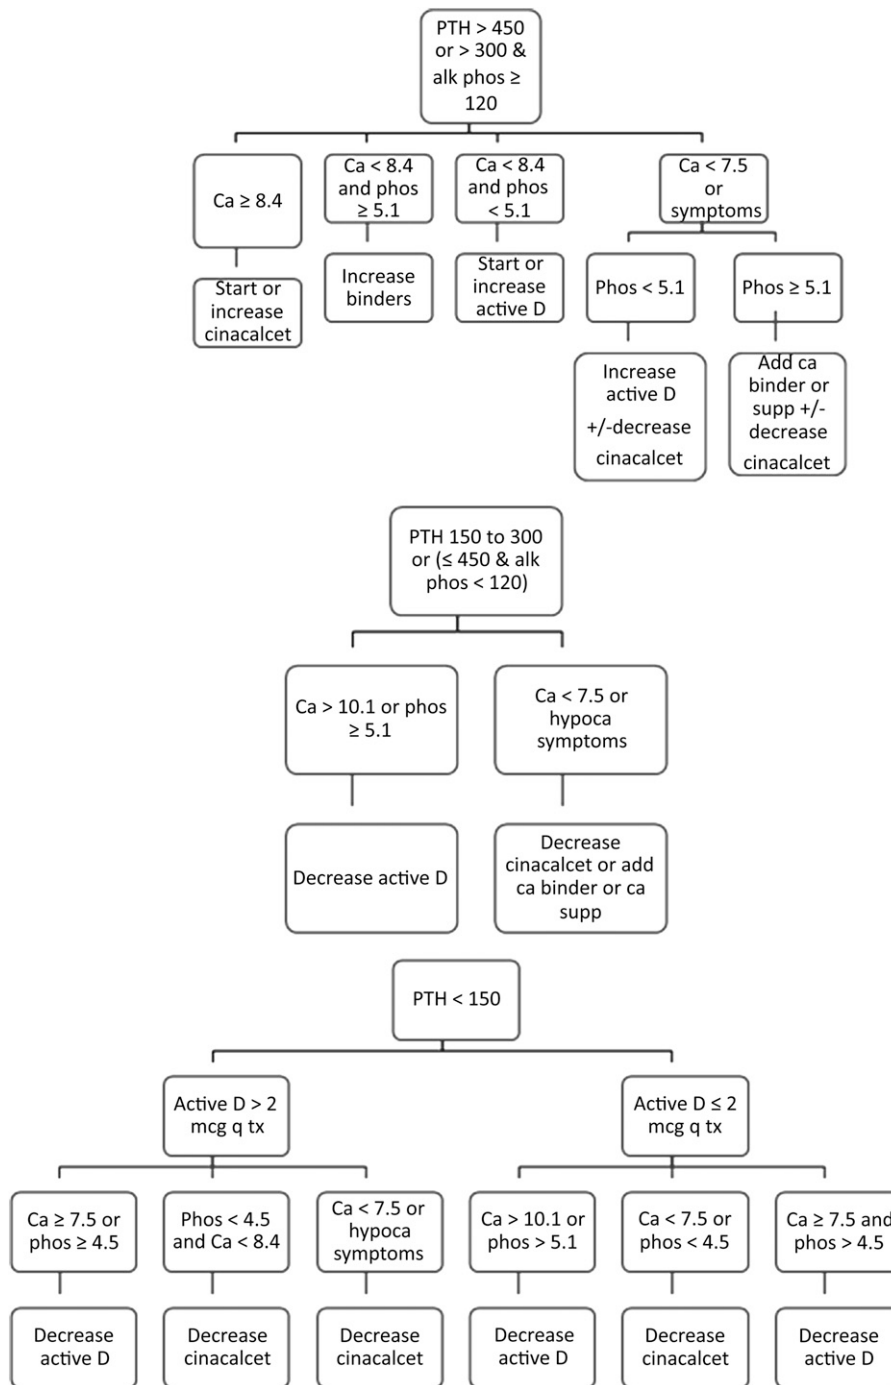 PTH > 450
or > 300 &
alk phos ≥
120
Ca ≥ 8.4
Ca < 8.4
and phos
≥ 5.1
Ca < 8.4
and phos
< 5.1
Ca < 7.5
or
symptoms
Start or
increase
cinacalcet
Increase
binders
Start or
increase
active D
Phos < 5.1
Phos ≥ 5.1
Increase
active D
+/-decrease
cinacalcet
Add ca
binder or
supp +/-
decrease
cinacalcet
PTH 150 to 300
or (≤ 450 & alk
phos < 120)
Ca > 10.1 or phos
≥ 5.1
Ca < 7.5 or
hypoca
symptoms
Decrease active D
Decrease
cinacalcet or add
ca binder or ca
supp
PTH < 150
Active D > 2
mcg q tx
Active D ≤ 2
mcg q tx
Ca ≥ 7.5 or
phos ≥ 4.5
Phos < 4.5
and Ca < 8.4
Ca < 7.5 or
hypoca
symptoms
Ca > 10.1 or
phos > 5.1
Ca < 7.5 or
phos < 4.5
Ca ≥ 7.5 and
phos > 4.5
Decrease
active D
Decrease
cinacalcet
Decrease
cinacalcet
Decrease
active D
Decrease
cinacalcet
Decrease
active D